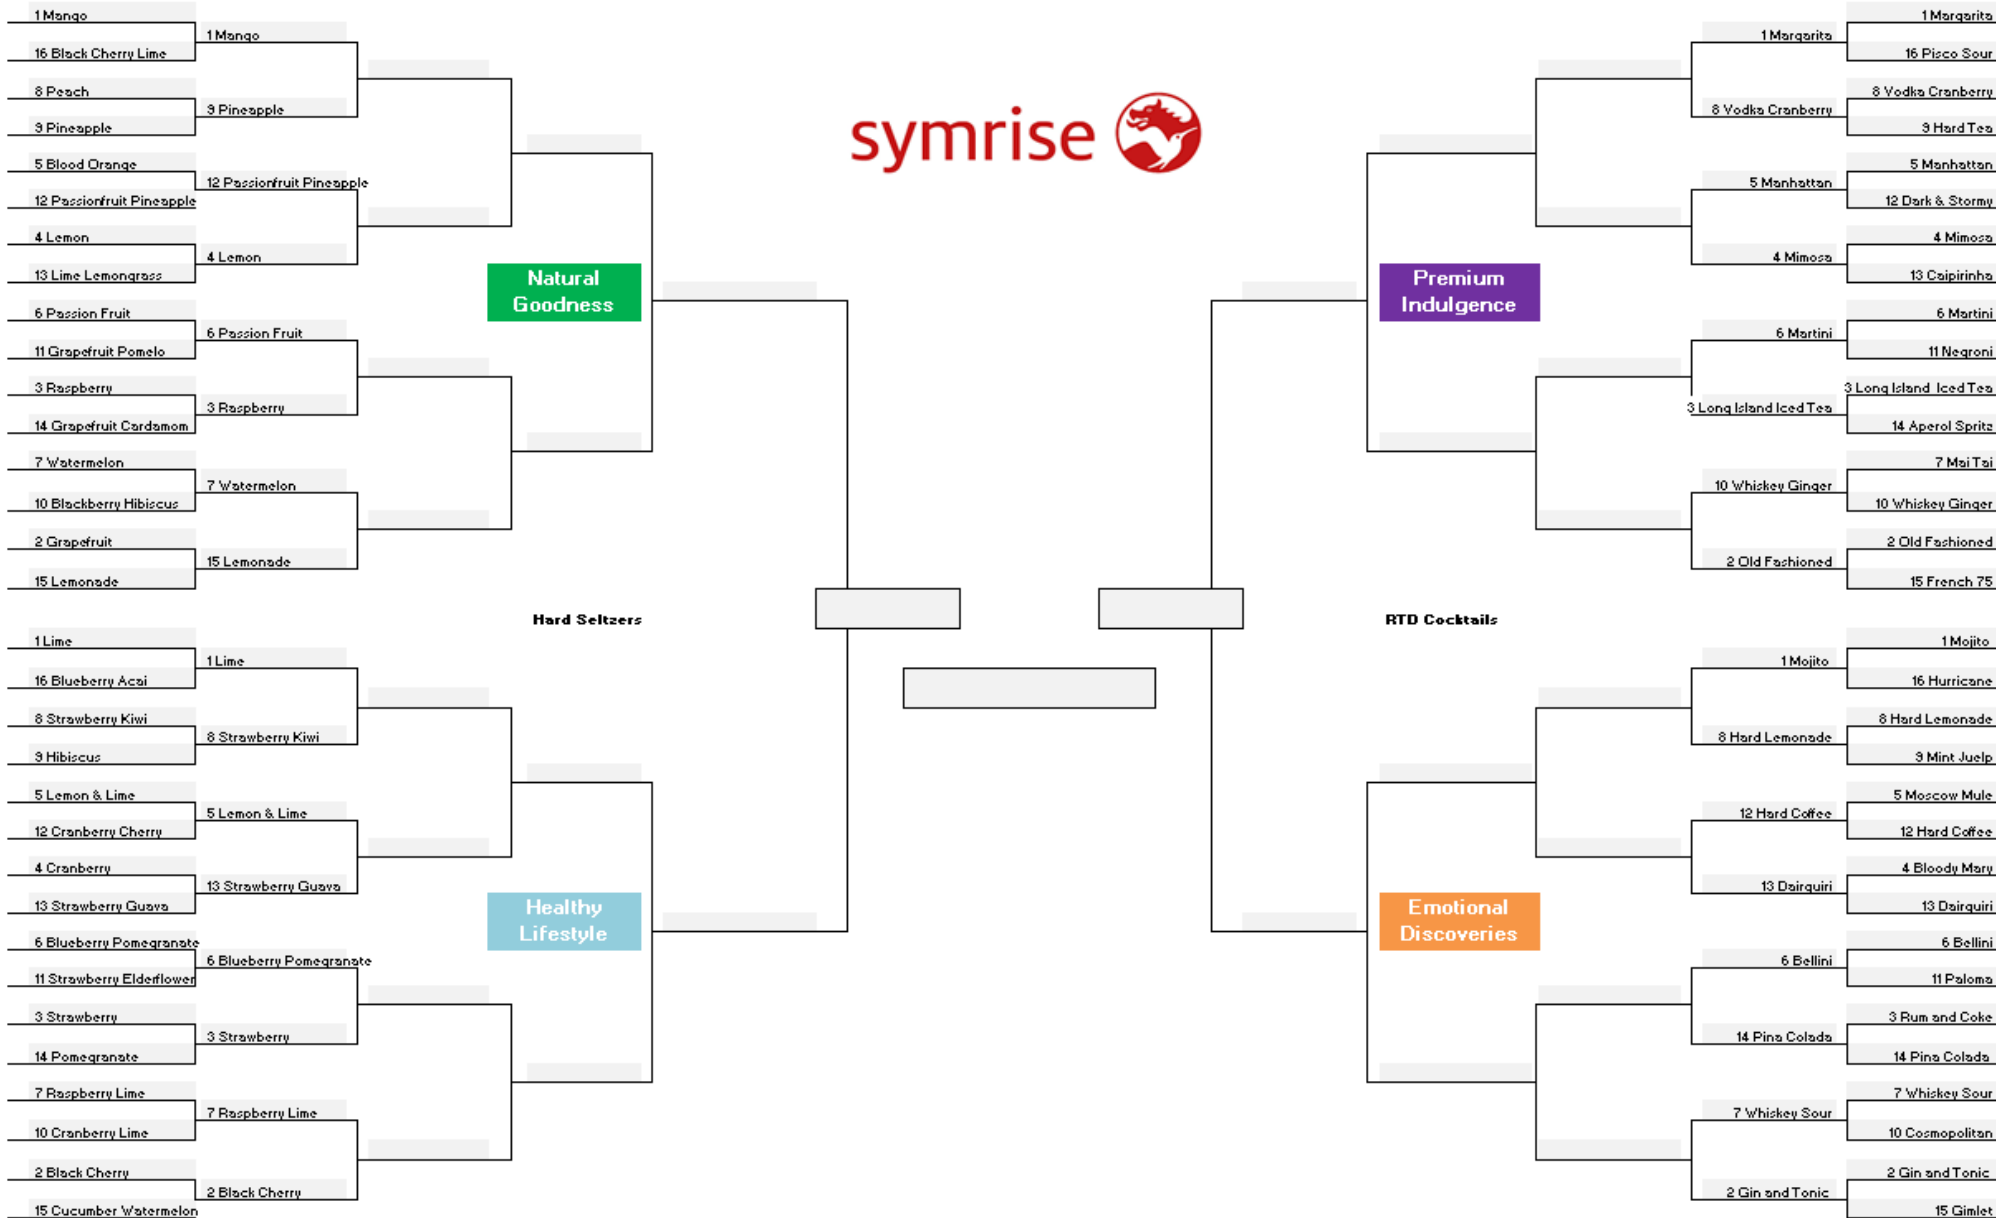 1 Mango
16 Black Cherry Lime
8 Peach
9 Pineapple
5 Blood Orange
12 Passionfruit Pineapple
4 Lemon
13 Lime Lemongrass
6 Passion Fruit
11 Grapefruit Pomelo
3 Raspberry
14 Grapefruit Cardamom
7 Watermelon
10 Blackberry Hibiscus
2 Grapefruit
15 Lemonade
1 Mango
9 Pineapple
12 Passionfruit Pineapple
4 Lemon
6 Passion Fruit
3 Raspberry
7 Watermelon
15 Lemonade
Natural
Goodness
symrise
Premium
Indulgence
1 Margarita
8 Vodka Cranberry
5 Manhattan
4 Mimosa
6 Martini
3 Long Island Iced Tea
10 Whiskey Ginger
2 Old Fashioned
1 Margarita
16 Pisco Sour
8 Vodka Cranberry
9 Hard Tea
5 Manhattan
12 Dark & Stormy
4 Mimosa
13 Caipirinha
6 Martini
11 Negroni
3 Long Island Iced Tea
14 Aperol Spritz
7 Mai Tai
10 Whiskey Ginger
2 Old Fashioned
15 French 75
Hard Seltzers
RTD Cocktails
1 Lime
16 Blueberry Acai
8 Strawberry Kiwi
9 Hibiscus
5 Lemon & Lime
12 Cranberry Cherry
4 Cranberry
13 Strawberry Guava
6 Blueberry Pomegranate
11 Strawberry Elderflower
3 Strawberry
14 Pomegranate
7 Raspberry Lime
10 Cranberry Lime
2 Black Cherry
15 Cucumber Watermelon
1 Lime
8 Strawberry Kiwi
5 Lemon & Lime
13 Strawberry Guava
6 Blueberry Pomegranate
3 Strawberry
7 Raspberry Lime
2 Black Cherry
Healthy
Lifestyle
Emotional
Discoveries
1 Mojito
8 Hard Lemonade
12 Hard Coffee
13 Dairquiri
6 Bellini
14 Pina Colada
7 Whiskey Sour
2 Gin and Tonic
1 Mojito
16 Hurricane
8 Hard Lemonade
9 Mint Juelp
5 Moscow Mule
12 Hard Coffee
4 Bloody Mary
13 Dairquiri
6 Bellini
11 Paloma
3 Rum and Coke
14 Pina Colada
7 Whiskey Sour
10 Cosmopolitan
2 Gin and Tonic
15 Gimlet